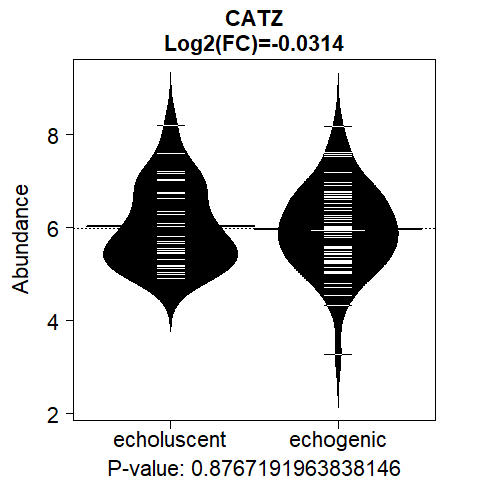 CATZ
Log2(FC)=-0.0314
Abundance
8
6
4
2
echoluscent echogenic
P-value: 0.8767191963838146